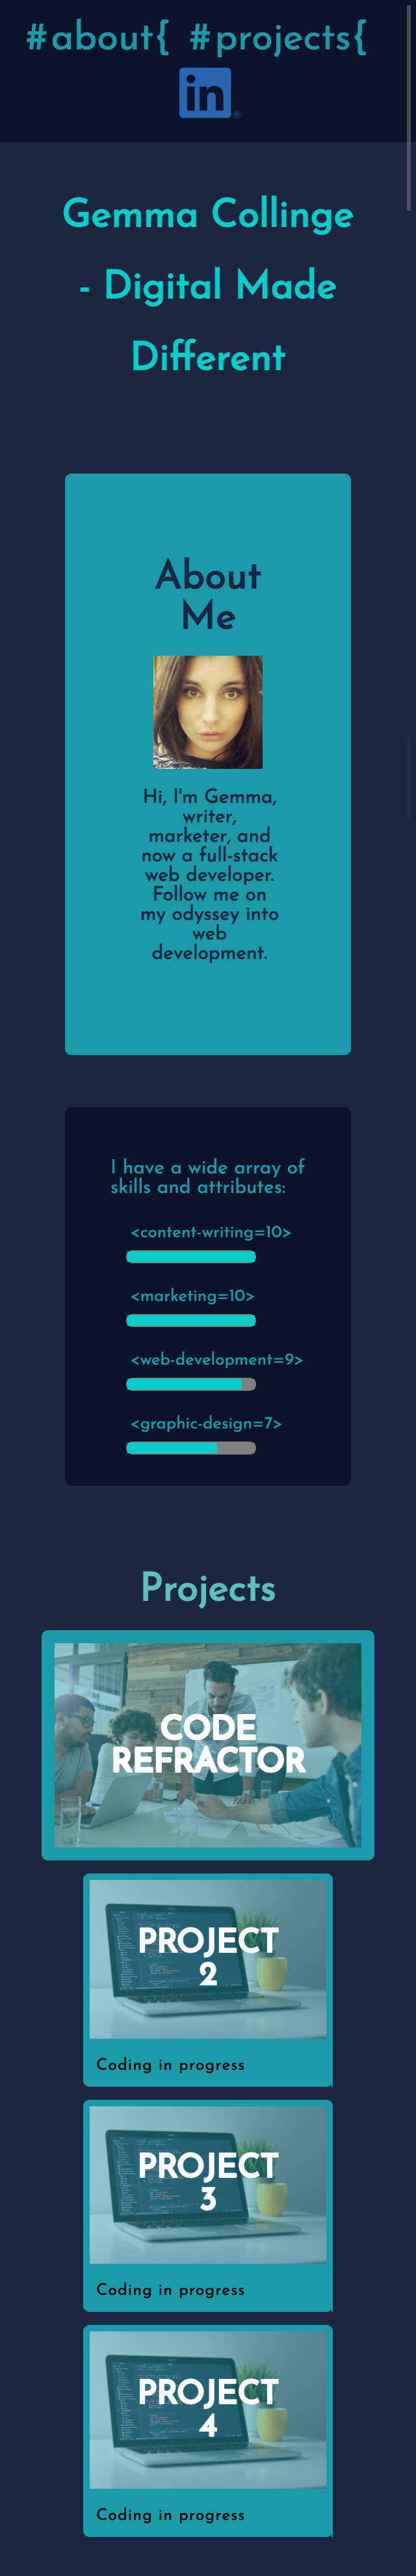 #about{ #projects{
in
Gemma Collinge
- Digital Made
Different
About
Me
Hi, I'm Gemma,
writer,
marketer, and
now a full-stack
web developer.
Follow me on
my odyssey into
web
development.
I have a wide array of
skills and attributes:
<content-writing=10>
<marketing=10>
<web-development=9>
<graphic-design=7>
Projects
CODE
REFRACTOR
PROJECT
2
Coding in progress
PROJECT
3
Coding in progress
PROJECT
4
Coding in progress